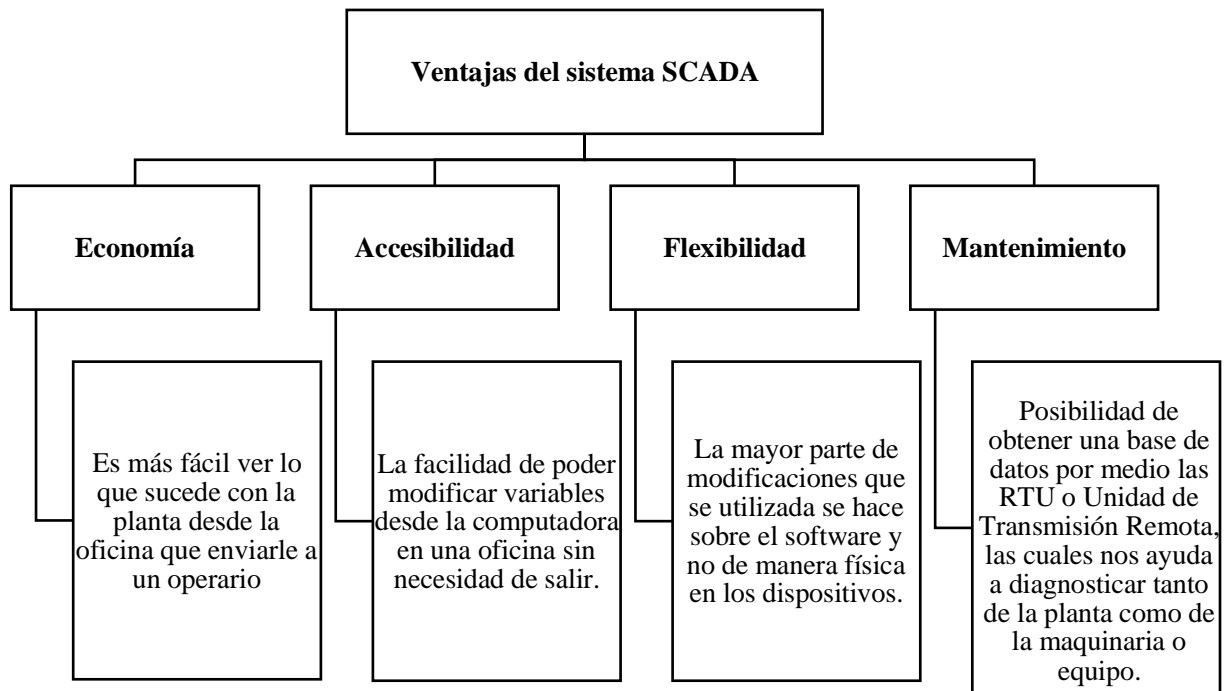 Ventajas del sistema SCADA
Economía
Es más fácil ver lo
que sucede con la
planta desde la
oficina que enviarle a
un operario
Accesibilidad
La facilidad de poder
modificar variables
desde la computadora
en una oficina sin
necesidad de salir.
Flexibilidad
La mayor parte de
modificaciones que
se utilizada se hace
sobre el software y
no de manera física
en los dispositivos.
Mantenimiento
Posibilidad de
obtener una base de
datos por medio las
RTU o Unidad de
Transmisión Remota,
las cuales nos ayuda
a diagnosticar tanto
de la planta como de
la maquinaria o
equipo.